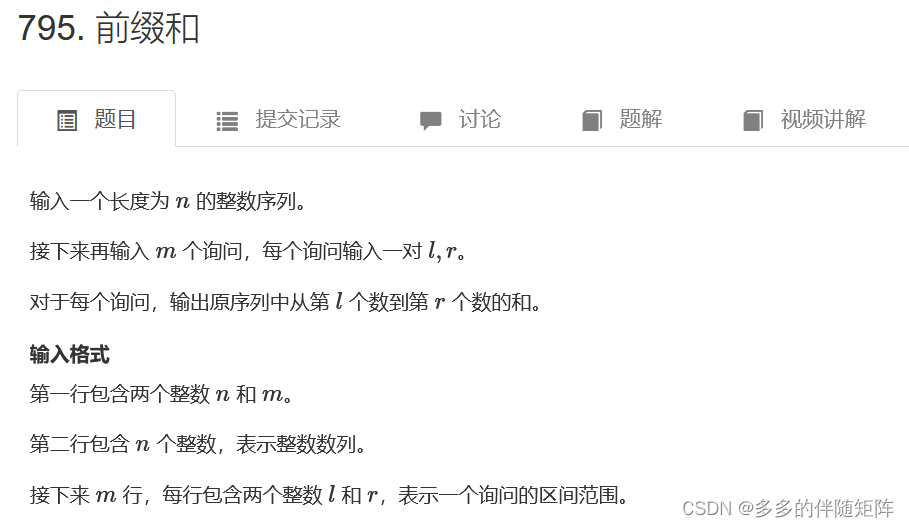 795. 前缀和
题目 提交记录 讨论 题解 视频讲解
输入一个长度为 n 的整数序列。
接下来再输入 m 个询问，每个询问输入一对 l,r。
对于每个询问，输出原序列中从第 l 个数到第 r 个数的和。
输入格式
第一行包含两个整数 n 和 m。
第二行包含 n 个整数，表示整数数列。
接下来 m 行，每行包含两个整数 l 和 r，表示一个询问的区间范围。
CSDN @多多的伴随矩阵